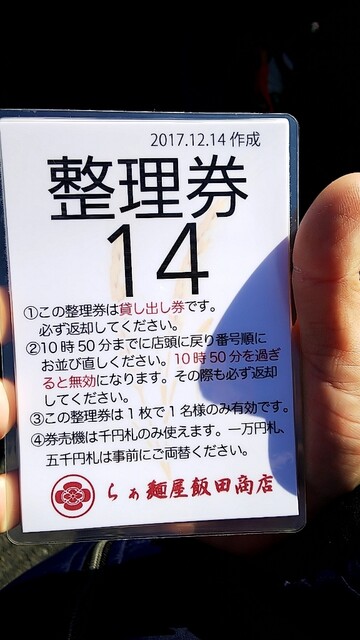 2017.12.14 作成
整理券
14
①この整理券は貸し出し券です。
必ず返却してください。
②10時50分までに店頭に戻り番号順に
お並び直しください。10時50分を過ぎ
ると無効になります。その際も必ず返却
してください。
③この整理券は1枚で1名様のみ有効です。
④券売機は千円札のみ使えます。一万円札、
五千円札は事前にご両替ください。
らぁ麺屋飯田商店